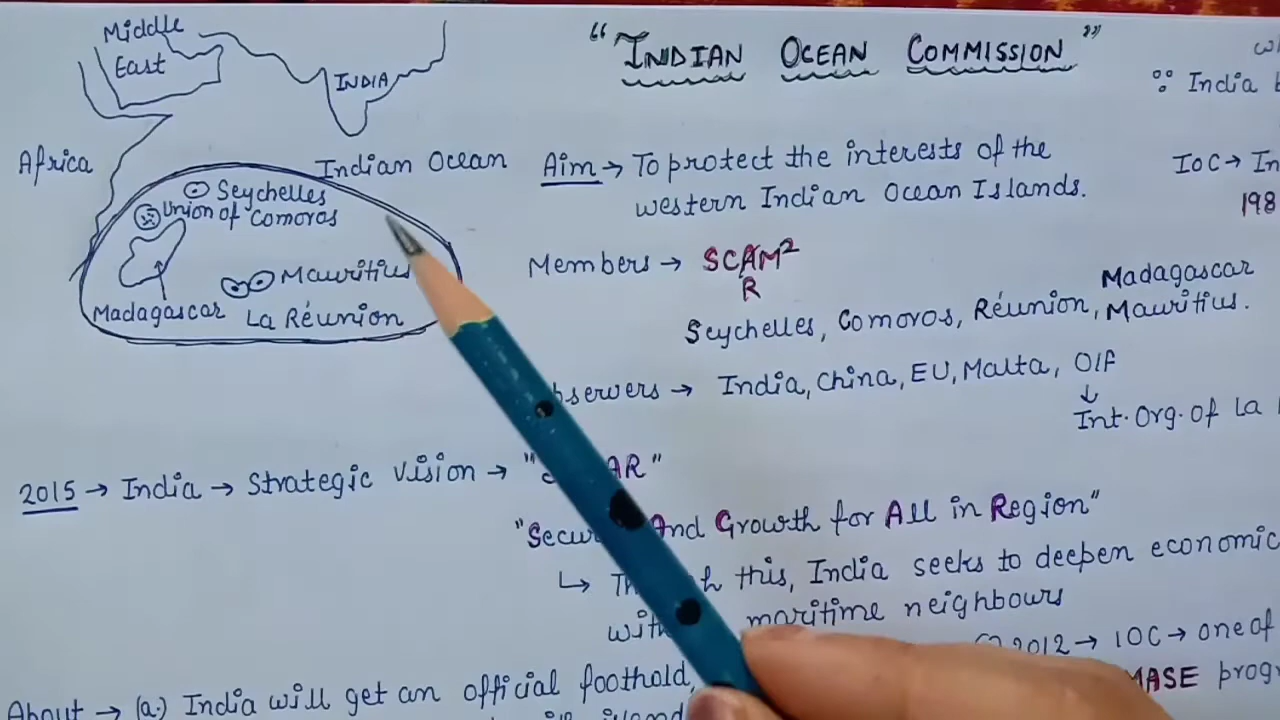 Middle
East
INDIA
Africa
Indian Ocean
Seychelles
Union of Comoros
Mauritius
Madagascar
La Réunion
"INDIAN OCEAN COMMISSION"
∵ India
IOC → In
198
Aim → To protect the interests of the
western Indian Ocean Islands.
Members → SCAM²
R
Madagascar
Seychelles, Comoros, Réunion, Mauritius.
India, China, EU, Malta, OIF
↓
Int. Org. of La
2015 → India → Strategic Vision → "
And Growth for All in Region"
↳ this, India seeks to deepen economic
maritime neighbours
2012 → IOC → one of
MASE
About → (a.) India will get an official foothold,